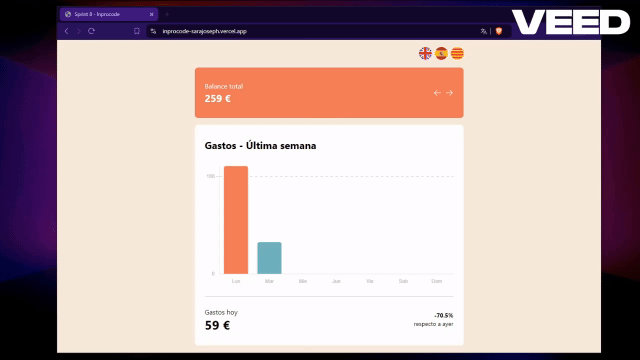 Sprint 8 - Inprocode
VEED
inprocode-sarajoseph.vercel.app
Balance total
259 €
Gastos - Última semana
100
0
Lun Mar Mie Jue Vie Sab Dom
Gastos hoy
59 €
-70.5%
respecto a ayer